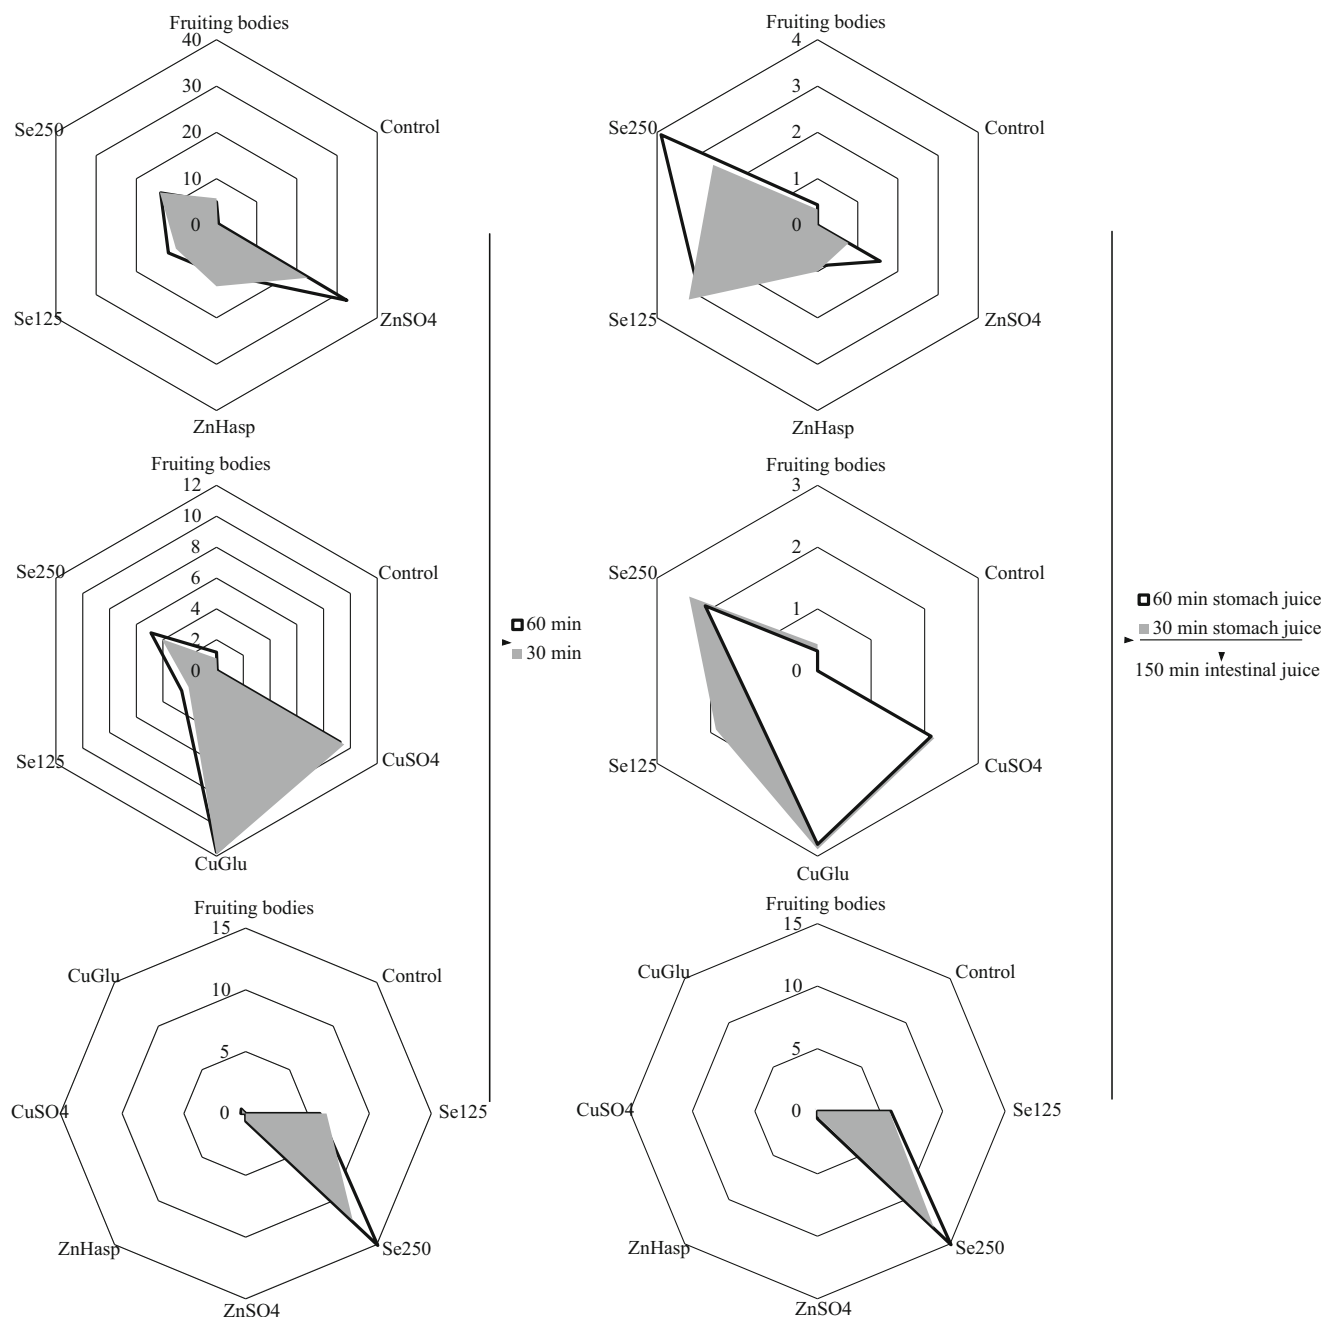 Fruiting bodies
40
30
20
10
0
Control
ZnSO4
ZnHasp
Se125
Se250
Fruiting bodies
4
3
2
1
0
Control
ZnSO4
ZnHasp
Se125
Se250
Fruiting bodies
12
10
8
6
4
2
0
Control
CuSO4
CuGlu
Se125
Se250
Fruiting bodies
3
2
1
0
Control
CuSO4
CuGlu
Se125
Se250
Fruiting bodies
15
10
5
0
Control
Se125
Se250
ZnSO4
ZnHasp
CuSO4
CuGlu
Fruiting bodies
15
10
5
0
Control
Se125
Se250
ZnSO4
ZnHasp
CuSO4
CuGlu
60 min
30 min
60 min stomach juice
30 min stomach juice
150 min intestinal juice